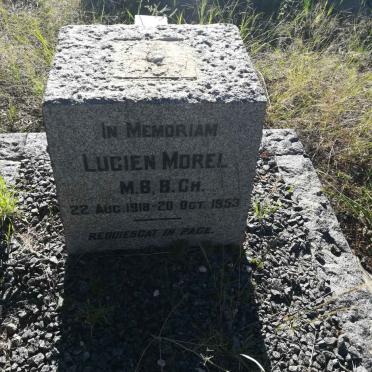 IN MEMORIAM
LUCIEN MOREL
M.B, B.CH.
22 AUG. 1918 - 20 OCT. 1953
REQUIESCAT IN PACE.